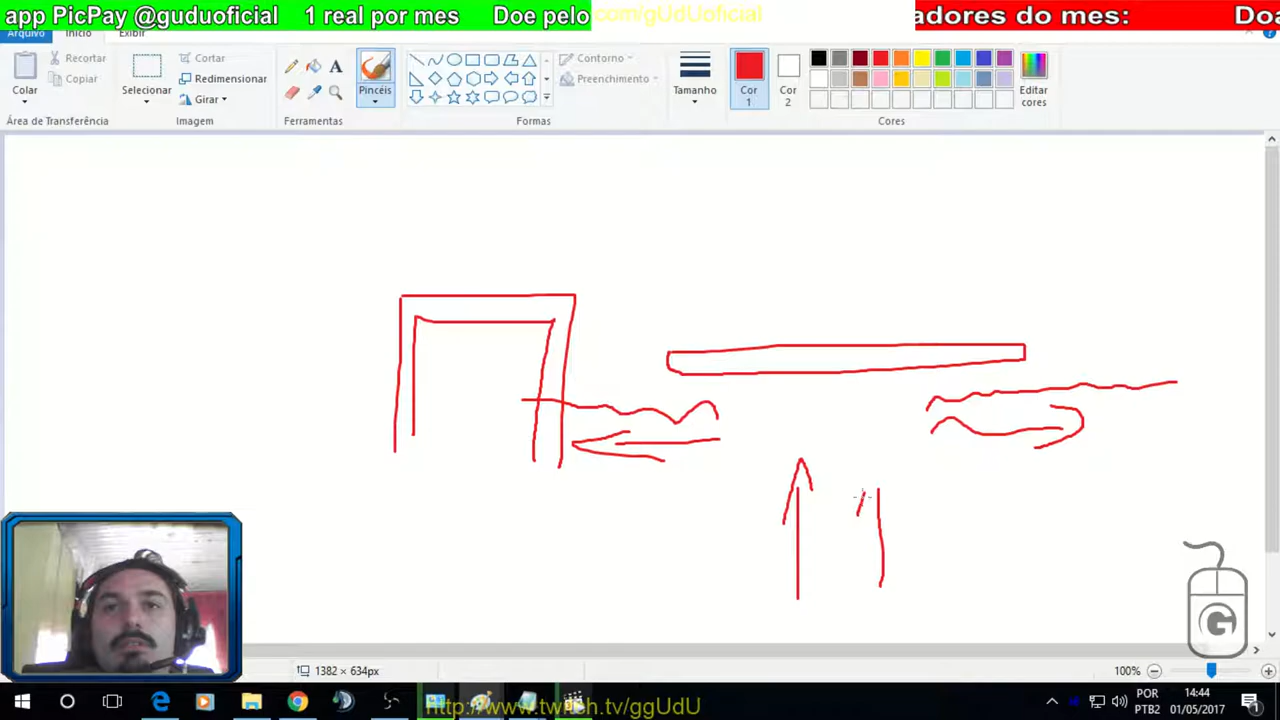 app PicPay @guduoficial 1 real por mes Doe pelo
.com/gUdUoficial
adores do mes: Doa
Arquivo Início Exibir
Colar
Recortar
Copiar
Área de Transferência
Selecionar
Cortar
Redimensionar
Girar
Imagem
A
Ferramentas
Pincéis
Formas
Contorno
Preenchimento
Tamanho
Cor
1
Cor
2
Editar
cores
Cores
G
1382 × 634px
100%
http://www.twitch.tv/ggUdU
POR
PTB2
14:44
01/05/2017
1